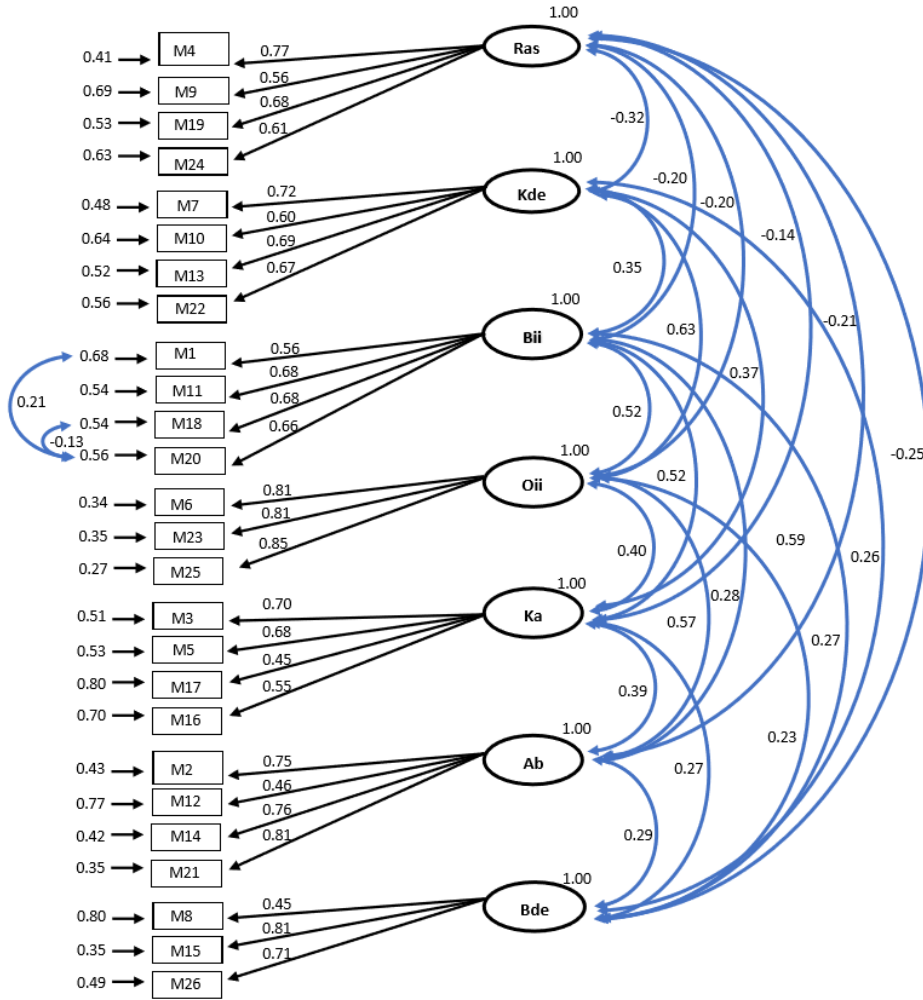 1.00
0.41 M4 0.77 Ras
0.69 M9 0.56
0.53 M19 0.68
0.63 M24 0.61
-0.32
1.00
0.48 M7 0.72 Kde -0.20 -0.20
0.64 M10 0.60 -0.14
0.52 M13 0.69 0.35
0.56 M22 0.67
1.00 -0.21
0.68 M1 0.56 Bii 0.63
0.54 M11 0.68 0.37
0.21
0.54 M18 0.68 0.52
-0.13
0.56 M20 0.66
1.00 -0.25
0.34 M6 0.81 Oii 0.52
0.35 M23 0.81
0.27 M25 0.85 0.40 0.59 0.26
1.00
0.51 M3 0.70 Ka 0.28
0.53 M5 0.68 0.57 0.27
0.80 M17 0.45
0.70 M16 0.55 0.39
1.00
0.43 M2 0.75 Ab 0.27 0.23
0.77 M12 0.46
0.42 M14 0.76
0.35 M21 0.81 0.29
1.00
0.80 M8 0.45 Bde
0.35 M15 0.81
0.49 M26 0.71